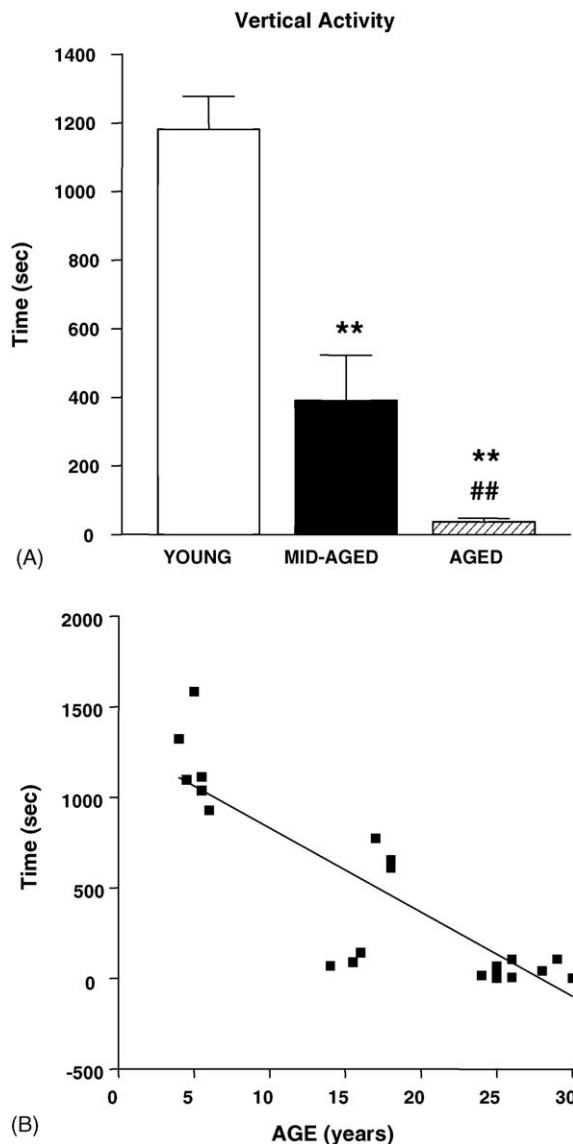 Vertical Activity
1400
1200
1000
800
600
400
200
0
Time (sec)
**
**
##
(A)
YOUNG MID-AGED AGED
2000
1500
1000
500
0
-500
Time (sec)
0 5 10 15 20 25 30
(B)
AGE (years)